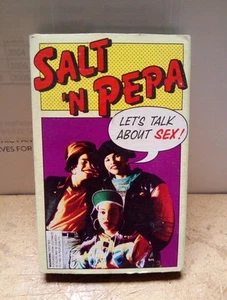 SALT
'N PEPA
LET'S TALK
ABOUT SEX!